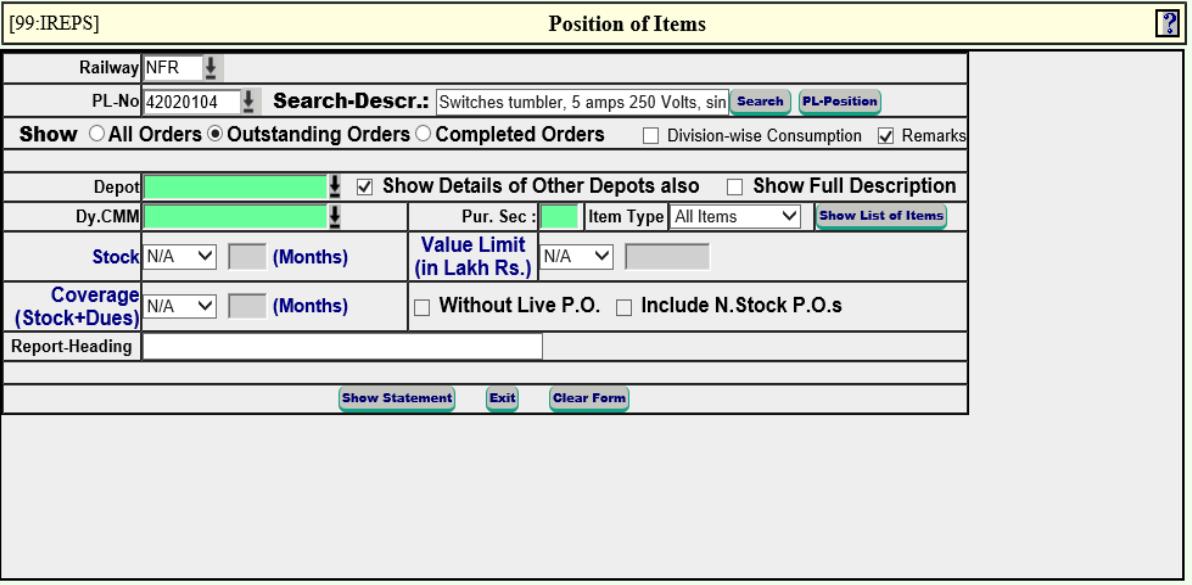 [99:IREPS] Position of Items ?
Railway NFR
PL-No 42020104 Search-Descr.: Switches tumbler, 5 amps 250 Volts, sin Search PL-Position
Show All Orders Outstanding Orders Completed Orders Division-wise Consumption Remarks
Depot Show Details of Other Depots also Show Full Description
Dy.CMM Pur. Sec : Item Type All Items Show List of Items
Stock N/A (Months) Value Limit (in Lakh Rs.) N/A
Coverage (Stock+Dues) N/A (Months) Without Live P.O. Include N.Stock P.O.s
Report-Heading
Show Statement Exit Clear Form